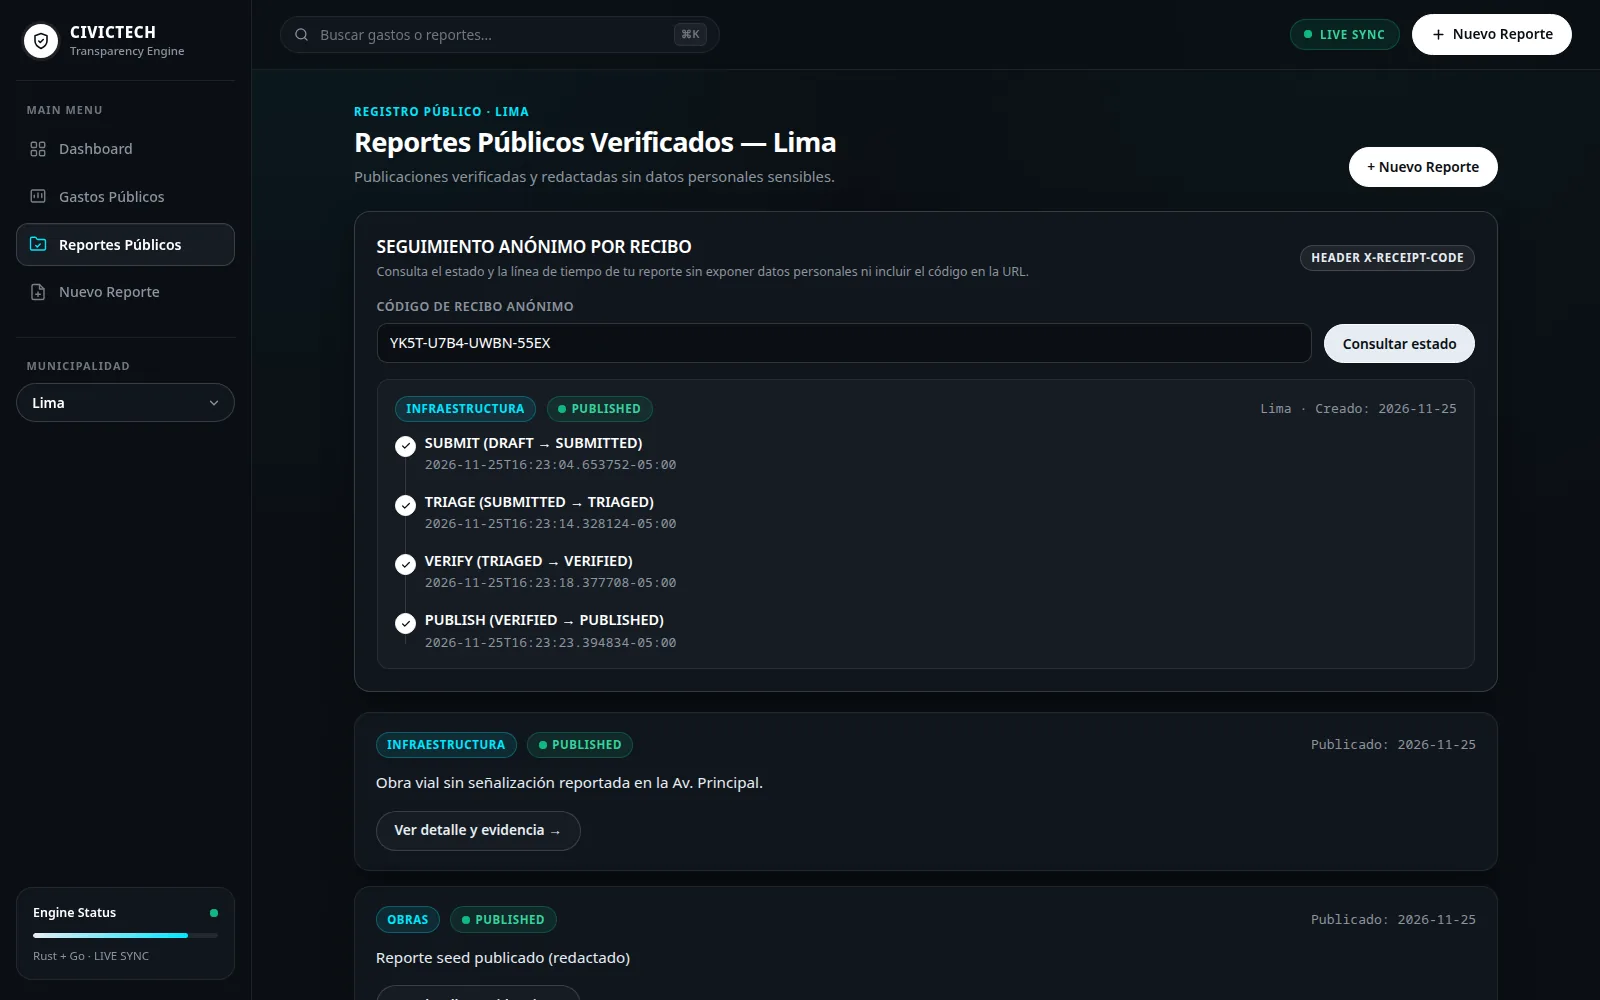 CIVICTECH
Transparency Engine
MAIN MENU
Dashboard
Gastos Públicos
Reportes Públicos
Nuevo Reporte
MUNICIPALIDAD
Lima
Engine Status
Rust + Go · LIVE SYNC
Buscar gastos o reportes...
⌘K
LIVE SYNC
+ Nuevo Reporte
REGISTRO PÚBLICO · LIMA
Reportes Públicos Verificados — Lima
Publicaciones verificadas y redactadas sin datos personales sensibles.
+ Nuevo Reporte
SEGUIMIENTO ANÓNIMO POR RECIBO
Consulta el estado y la línea de tiempo de tu reporte sin exponer datos personales ni incluir el código en la URL.
HEADER X-RECEIPT-CODE
CÓDIGO DE RECIBO ANÓNIMO
YK5T-U7B4-UWBN-55EX
Consultar estado
INFRAESTRUCTURA
PUBLISHED
Lima · Creado: 2026-11-25
SUBMIT (DRAFT → SUBMITTED)
2026-11-25T16:23:04.653752-05:00
TRIAGE (SUBMITTED → TRIAGED)
2026-11-25T16:23:14.328124-05:00
VERIFY (TRIAGED → VERIFIED)
2026-11-25T16:23:18.377708-05:00
PUBLISH (VERIFIED → PUBLISHED)
2026-11-25T16:23:23.394834-05:00
INFRAESTRUCTURA
PUBLISHED
Publicado: 2026-11-25
Obra vial sin señalización reportada en la Av. Principal.
Ver detalle y evidencia →
OBRAS
PUBLISHED
Publicado: 2026-11-25
Reporte seed publicado (redactado)